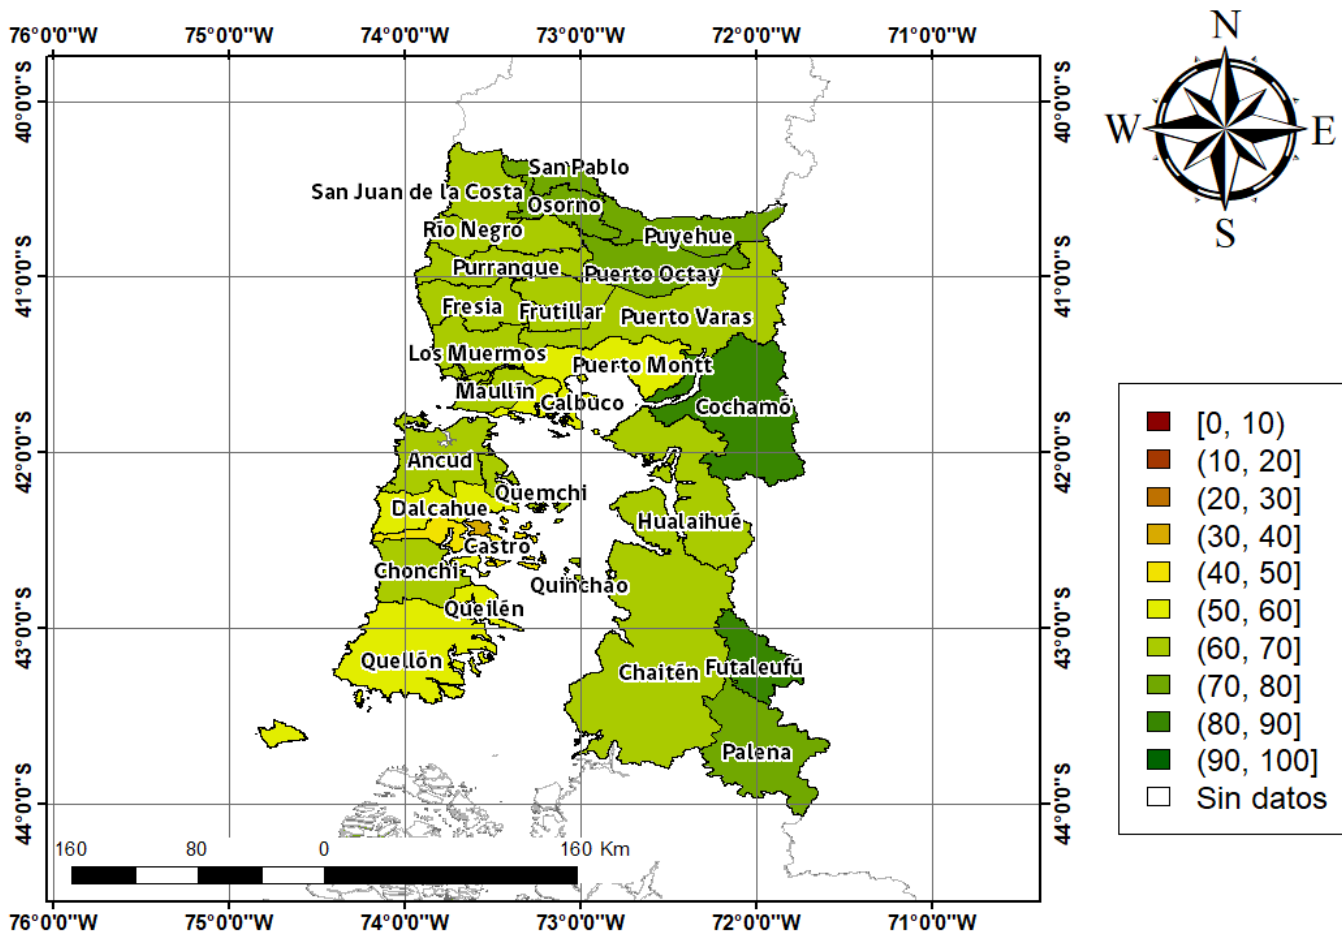 76°0'0"W 75°0'0"W 74°0'0"W 73°0'0"W 72°0'0"W 71°0'0"W
N
W E
S
40°0'0"S 40°0'0"S
41°0'0"S 41°0'0"S
42°0'0"S 42°0'0"S
43°0'0"S 43°0'0"S
44°0'0"S 44°0'0"S
San Pablo
San Juan de la Costa
Osorno
Río Negro
Puyehue
Purranque
Puerto Octay
Fresia
Frutillar
Puerto Varas
Los Muermos
Puerto Montt
Maullín
Calbuco
Cochamó
Ancud
Quemchi
Dalcahue
Hualaihué
Castro
Chonchi
Quinchao
Queilén
Quellón
Chaitén
Futaleufú
Palena
[0, 10)
(10, 20]
(20, 30]
(30, 40]
(40, 50]
(50, 60]
(60, 70]
(70, 80]
(80, 90]
(90, 100]
Sin datos
160 80 0 160 Km
76°0'0"W 75°0'0"W 74°0'0"W 73°0'0"W 72°0'0"W 71°0'0"W